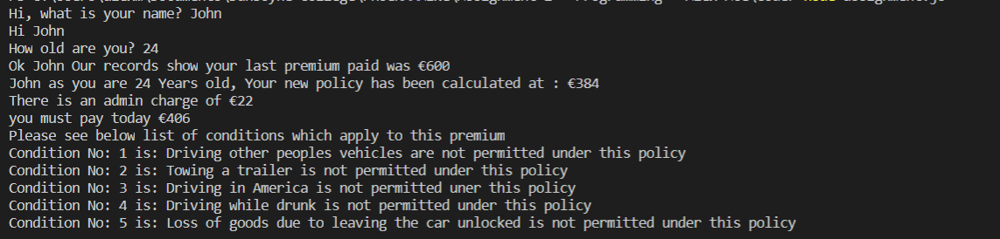 Hi, what is your name? John
Hi John
How old are you? 24
Ok John Our records show your last premium paid was €600
John as you are 24 Years old, Your new policy has been calculated at : €384
There is an admin charge of €22
you must pay today €406
Please see below list of conditions which apply to this premium
Condition No: 1 is: Driving other peoples vehicles are not permitted under this policy
Condition No: 2 is: Towing a trailer is not permitted under this policy
Condition No: 3 is: Driving in America is not permitted uner this policy
Condition No: 4 is: Driving while drunk is not permitted under this policy
Condition No: 5 is: Loss of goods due to leaving the car unlocked is not permitted under this policy